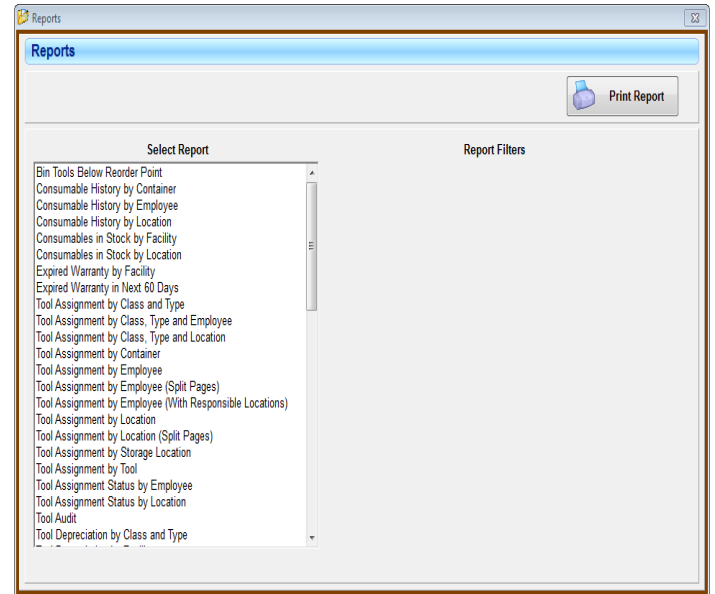 Reports
Reports
Print Report
Select Report
Report Filters
Bin Tools Below Reorder Point
Consumable History by Container
Consumable History by Employee
Consumable History by Location
Consumables in Stock by Facility
Consumables in Stock by Location
Expired Warranty by Facility
Expired Warranty in Next 60 Days
Tool Assignment by Class and Type
Tool Assignment by Class, Type and Employee
Tool Assignment by Class, Type and Location
Tool Assignment by Container
Tool Assignment by Employee
Tool Assignment by Employee (Split Pages)
Tool Assignment by Employee (With Responsible Locations)
Tool Assignment by Location
Tool Assignment by Location (Split Pages)
Tool Assignment by Storage Location
Tool Assignment by Tool
Tool Assignment Status by Employee
Tool Assignment Status by Location
Tool Audit
Tool Depreciation by Class and Type